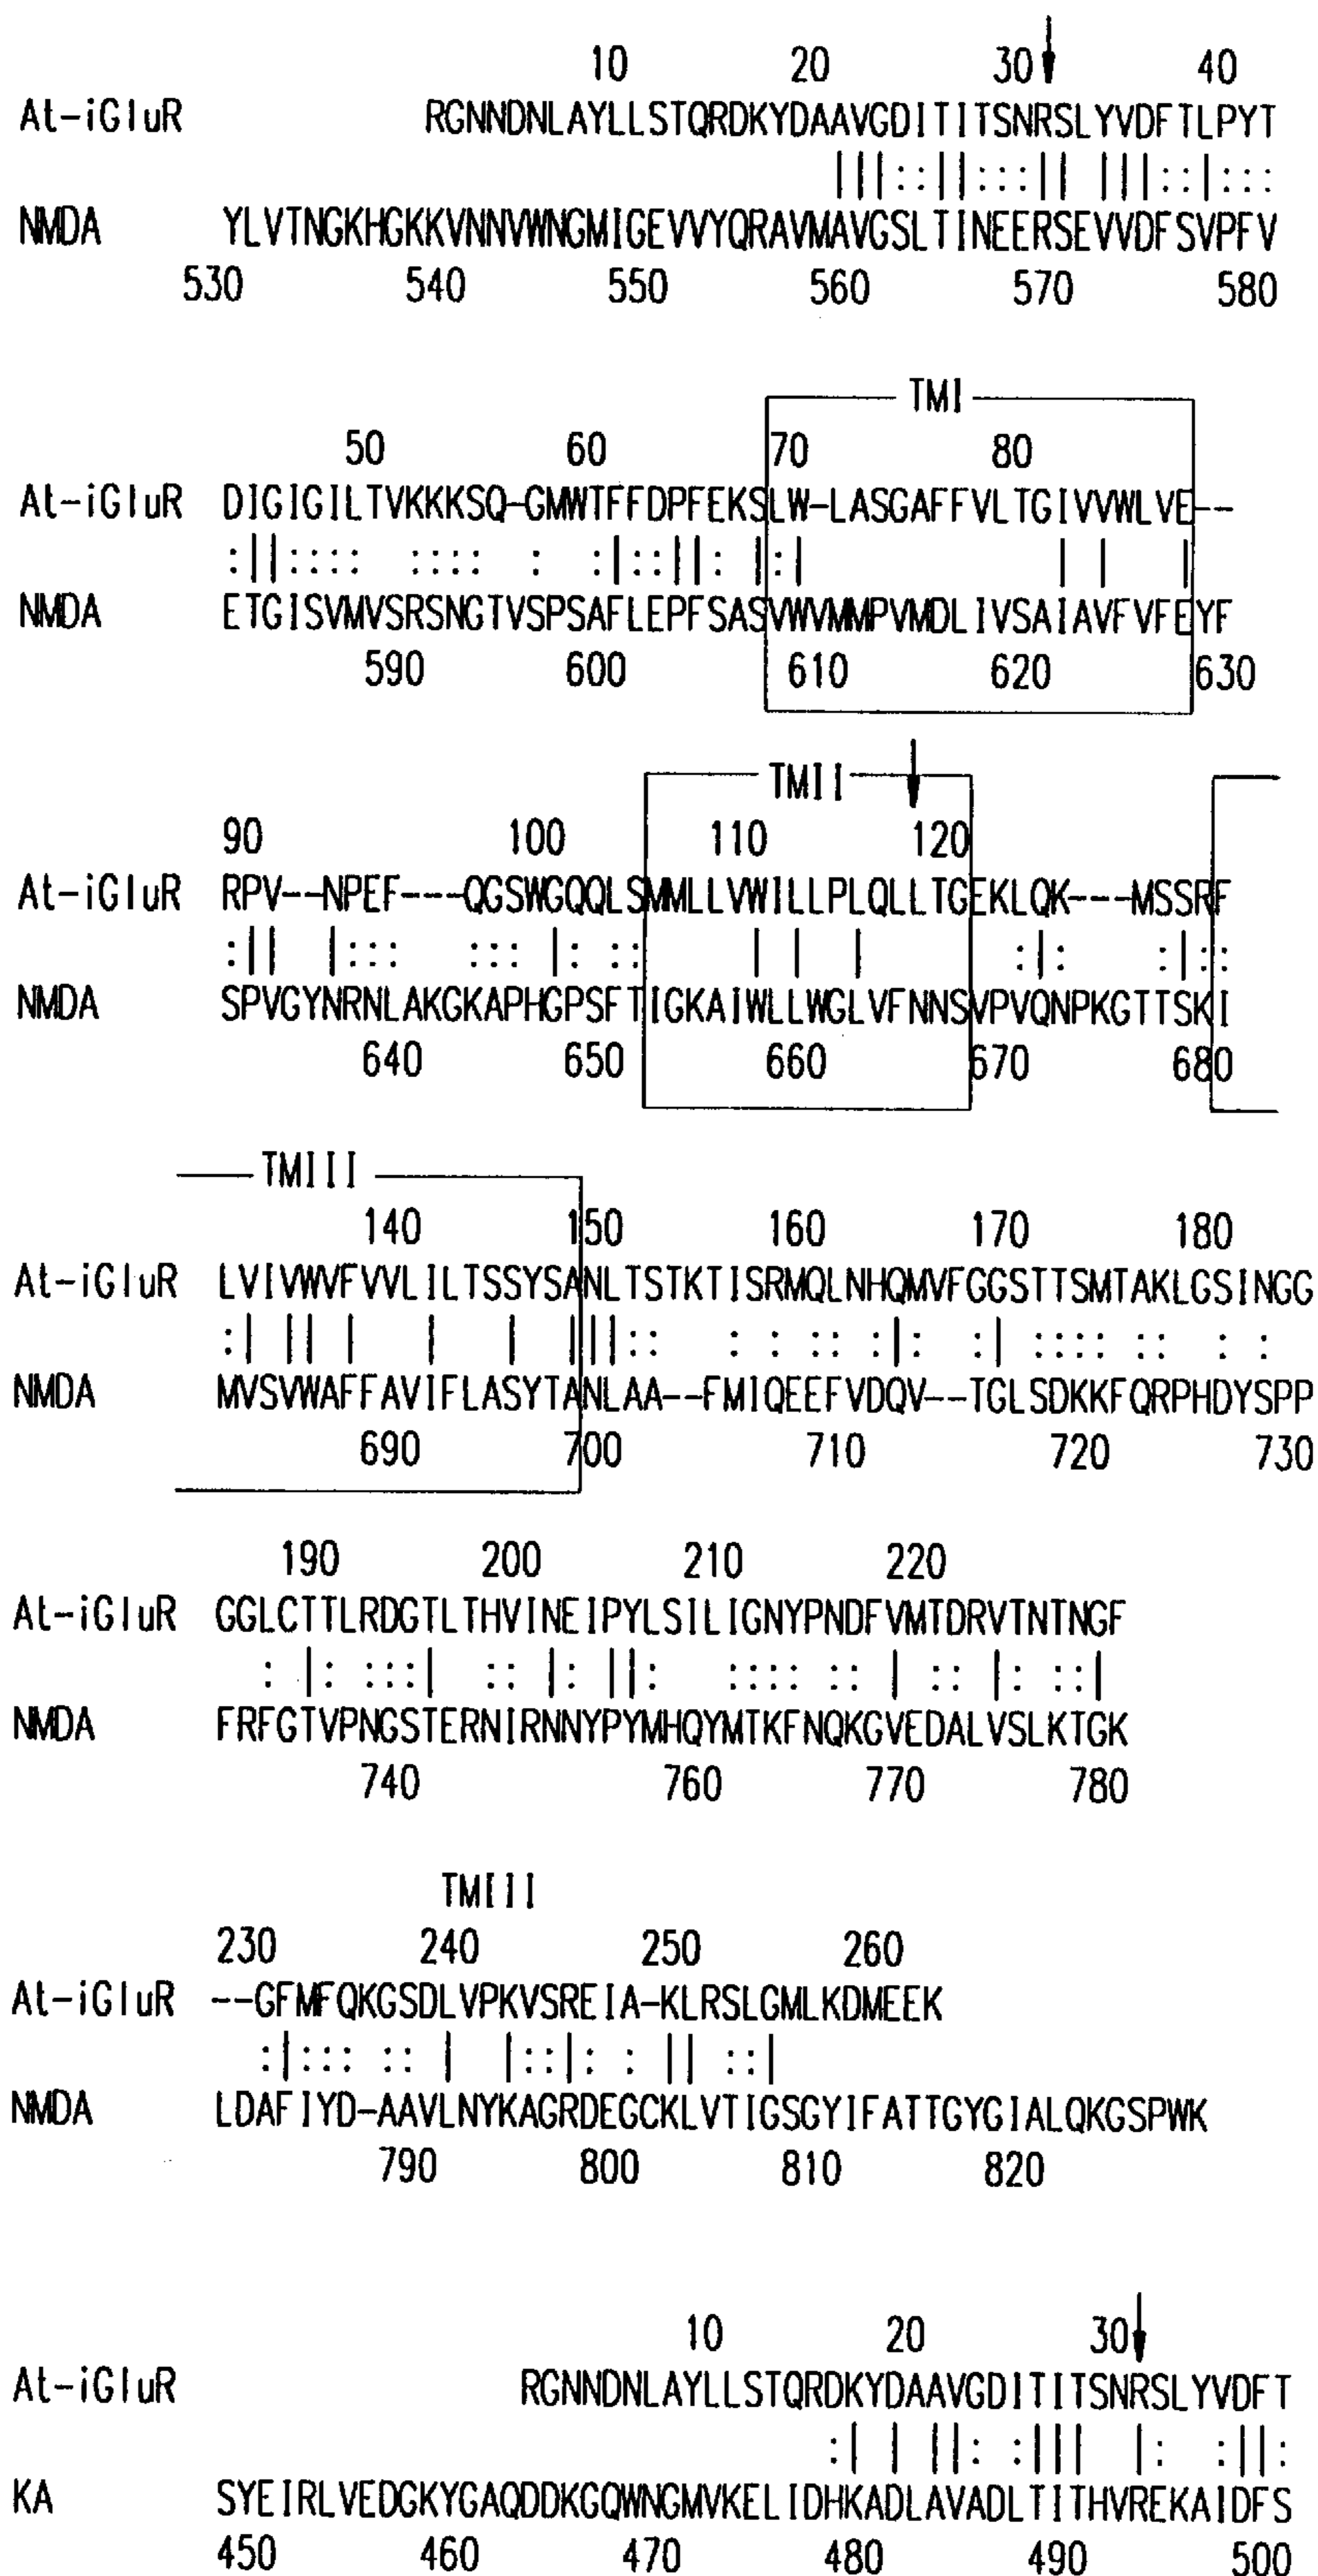 10 20 30 40
At-iGluR RGNNDNLAYLLSTQRDKYDAAVGDITITSNRSLYVDFTLPYT
|||::||:::|| |||::|:::
NMDA YLVTNGKHGKKVNNVWNGMIGEVVYQRAVMAVGSLTINEERSEVVDFSVPFV
530 540 550 560 570 580
TMI
50 60 70 80
At-iGluR DIGIGILTVKKKSQ-GMWTFFDPFEKSLW-LASGAFFVLTGIVVWLVE--
:||:::: :::: : :|::||: |:| | | |
NMDA ETGISVMVSRSNGTVSPSAFLEPFSASVWVMMPVMDLIVSAIAVFVFEYF
590 600 610 620 630
TMII
90 100 110 120
At-iGluR RPV--NPEF----QGSWGQQLSMMLLVWILLPLQLLTGEKLQK---MSSRF
:|| |::: ::: |: :: | | | :|: :|::
NMDA SPVGYNRNLAKGKAPHGPSFTIGKAIWLLWGLVFNNSVPVQNPKGTTSKI
640 650 660 670 680
TMIII
140 150 160 170 180
At-iGluR LVIVWVFVVLILTSSYSANLTSTKTISRMQLNHQMVFGGSTTSMTAKLGSINGG
:| || | | | |||:: : : :: :| : | :::: :: : :
NMDA MVSVWAFFAVIFLASYTANLAA--FMIQEEFVDQV--TGLSDKKFQRPHDYSPP
690 700 710 720 730
190 200 210 220
At-iGluR GGLCTTLRDGTLTHVINEIPYLSILIGNYPNDFVMTDRVTNTNGF
: |: :::| :: |: ||: :::: :: | :: |: ::|
NMDA FRFGTVPNGSTERNIRNNYPYMHQYMTKFNQKGVEDALVSLKTGK
740 760 770 780
TMIII
230 240 250 260
At-iGluR --GFMFQKGSDLVPKVSREIA-KLRSLGMLKDMEEK
:|::: :: | |::|: : || ::|
NMDA LDAFIYD-AAVLNYKAGRDEGCKLVTIGSGYIFATTGYGIALQKGSPWK
790 800 810 820
10 20 30
At-iGluR RGNNDNLAYLLSTQRDKYDAAVGDITITSNRSLYVDFT
:| | ||: :||| |: :||:
KA SYEIRLVEDGKYGAQDDKGQWNGMVKELIDHKADLAVADLTITHVREKAIDFS
450 460 470 480 490 500